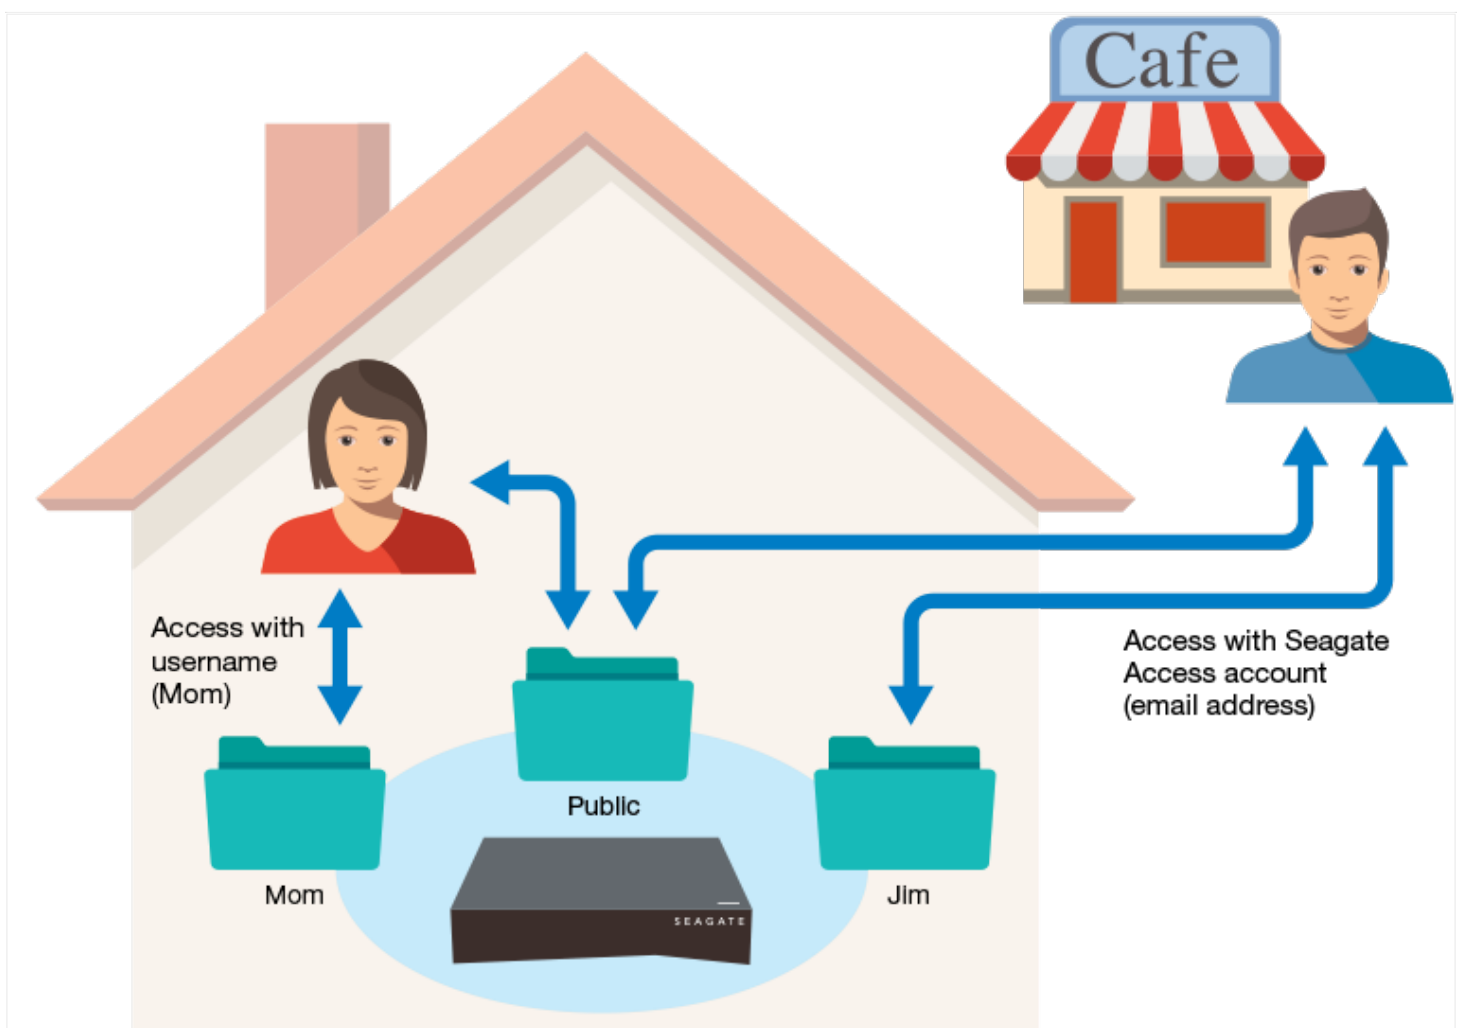 Cafe
Access with
username
(Mom)
Access with Seagate
Access account
(email address)
Public
Mom
Jim
SEAGATE